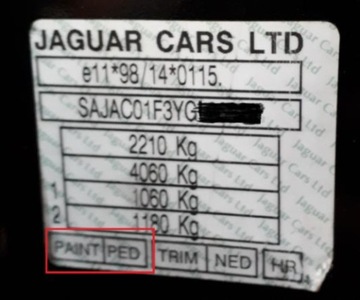 JAGUAR CARS LTD
e11*98/14*0115.
SAJAC01F3YG
2210 Kg
4060 Kg
1 1060 Kg
2 1180 Kg
PAINT PED TRIM NED HR